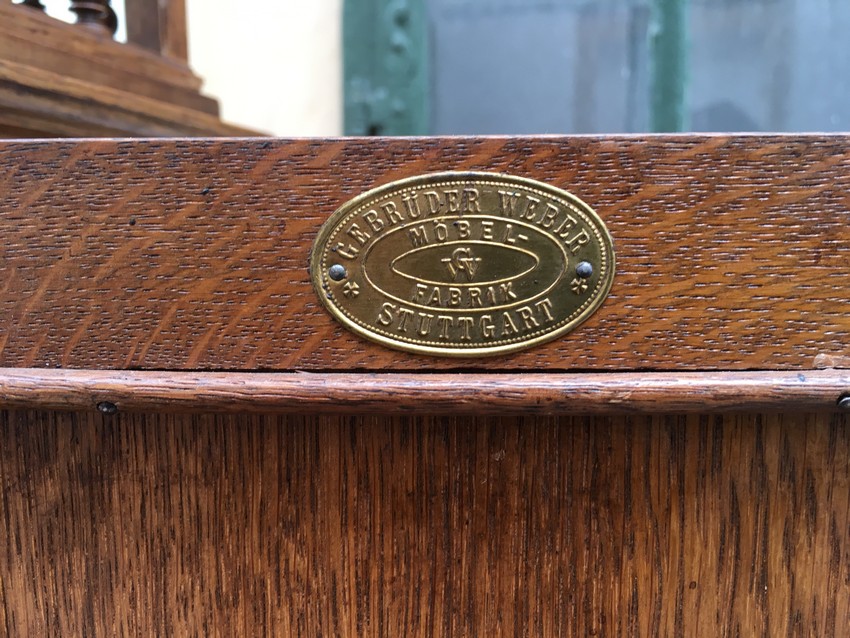 GEBRÜDER WEBER
MÖBEL-
GW
FABRIK
STUTTGART